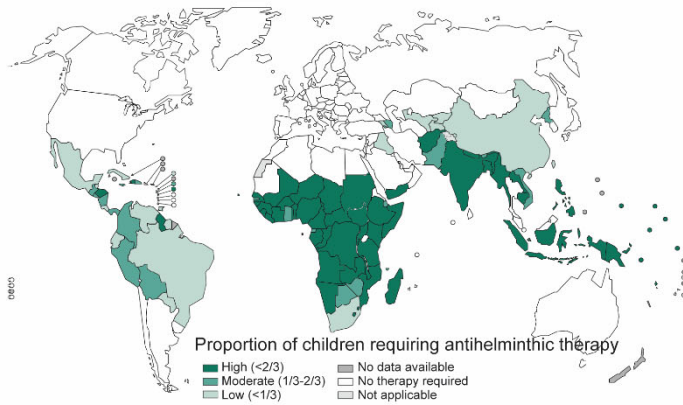 Proportion of children requiring antihelminthic therapy
High (<2/3)
Moderate (1/3-2/3)
Low (<1/3)
No data available
No therapy required
Not applicable